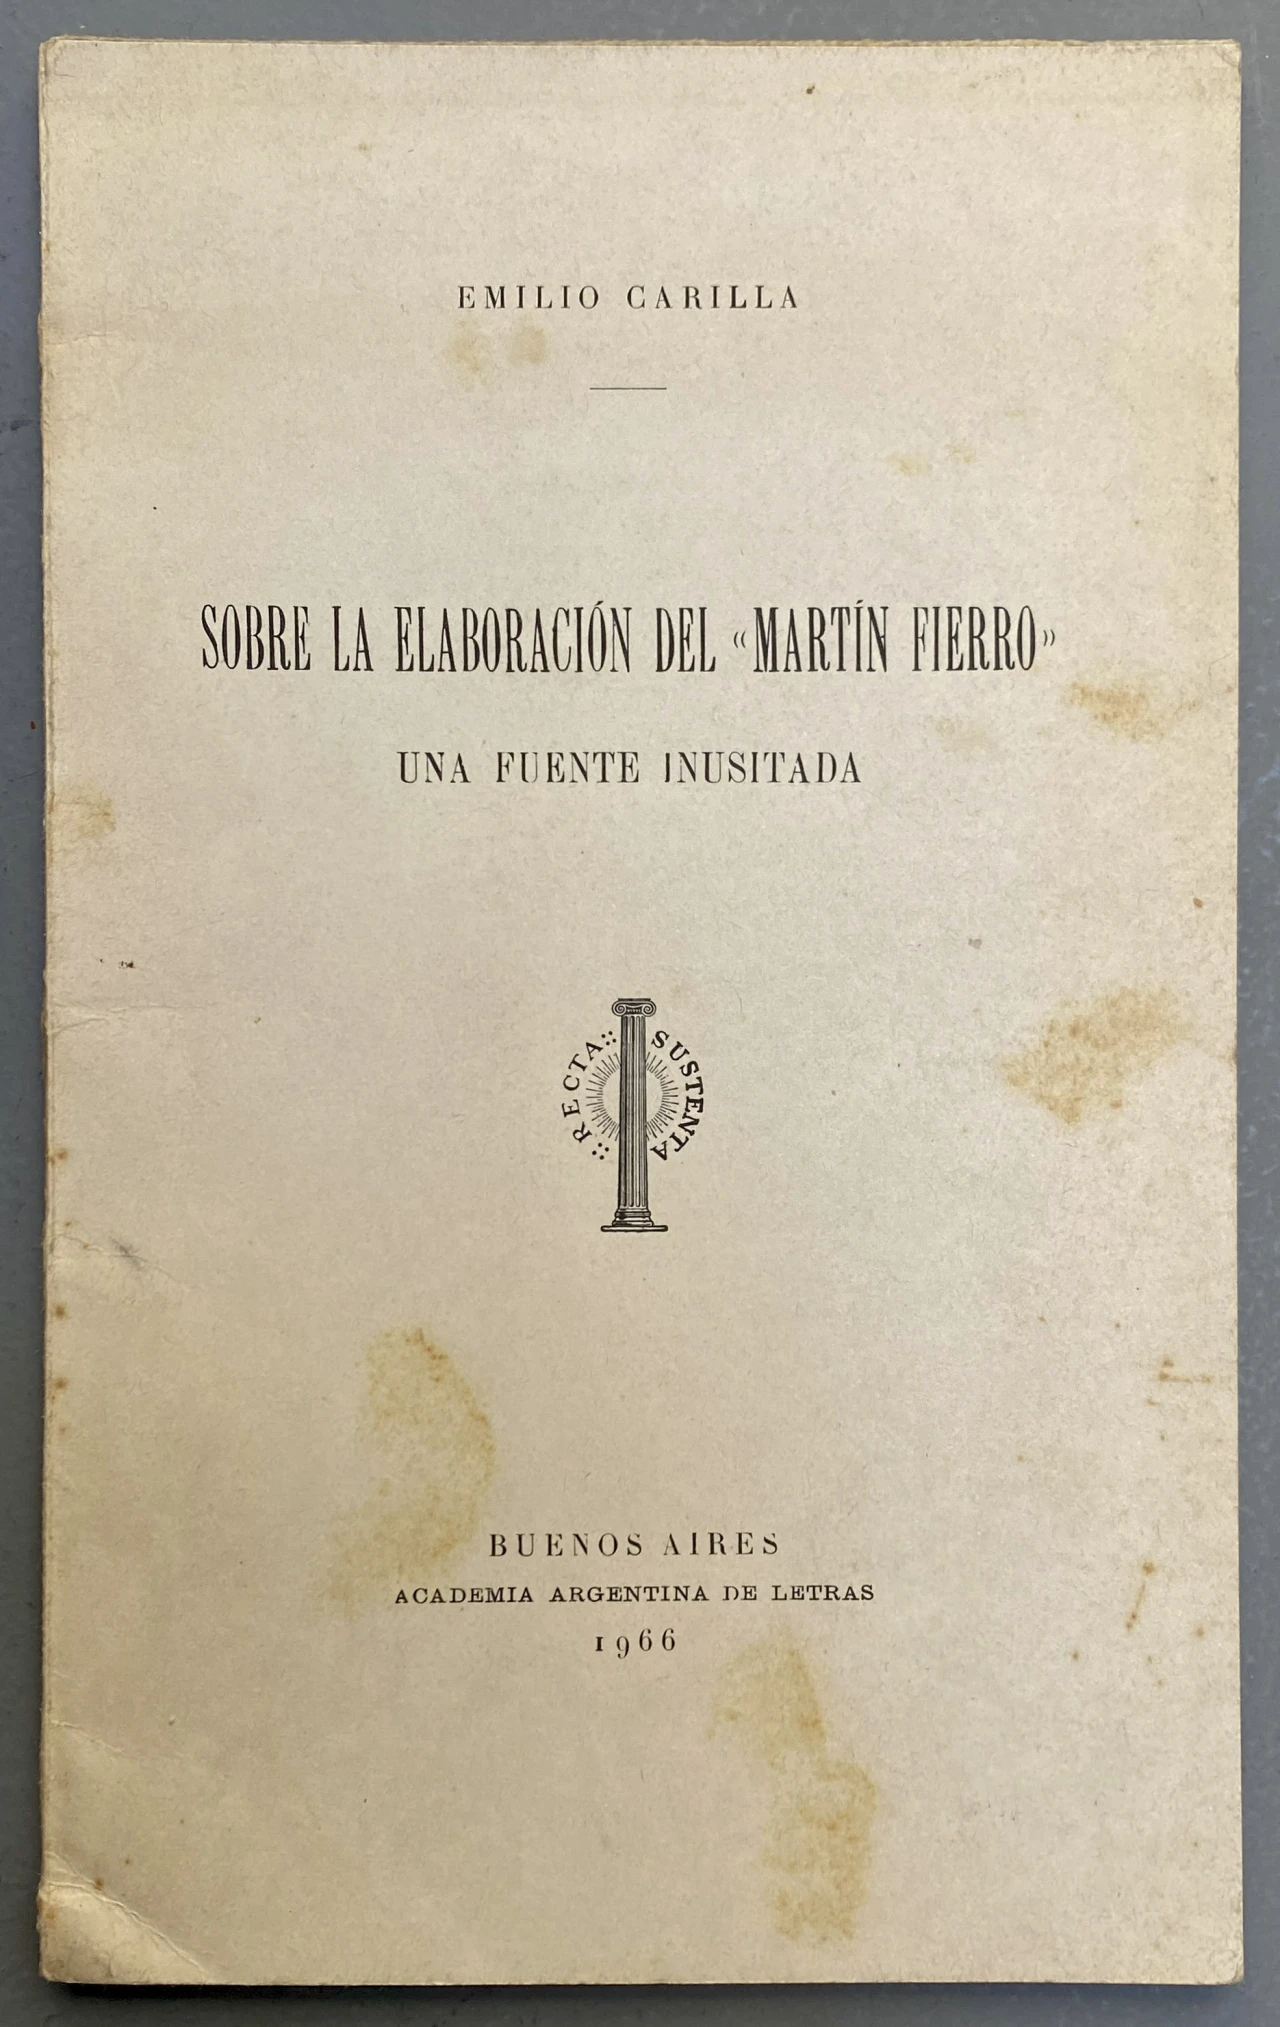 EMILIO CARILLA
SOBRE LA ELABORACIÓN DEL «MARTÍN FIERRO»
UNA FUENTE INUSITADA
:: RECTA :: SUSTENTA
BUENOS AIRES
ACADEMIA ARGENTINA DE LETRAS
1966